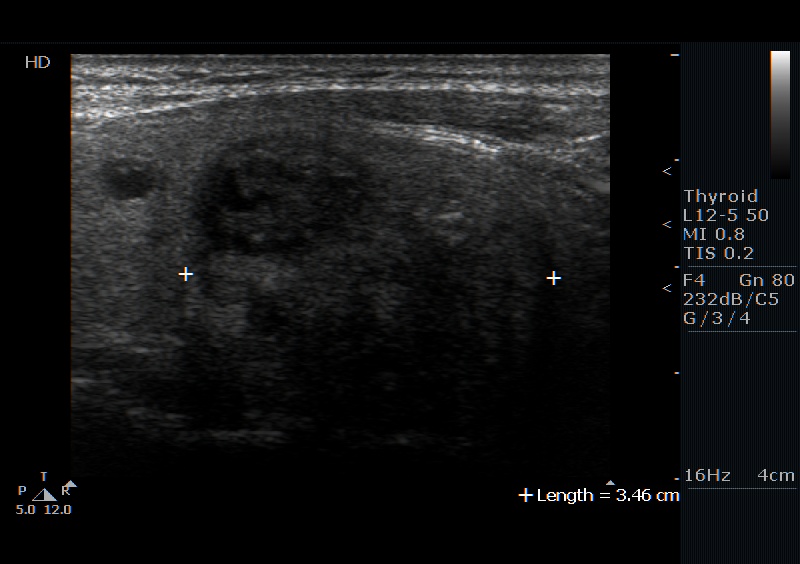 HD
Thyroid
L12-5 50
MI 0.8
TIS 0.2
F4 Gn 80
232dB/C5
G/3/4
16Hz 4cm
T
P R
5.0 12.0
+ Length = 3.46 cm